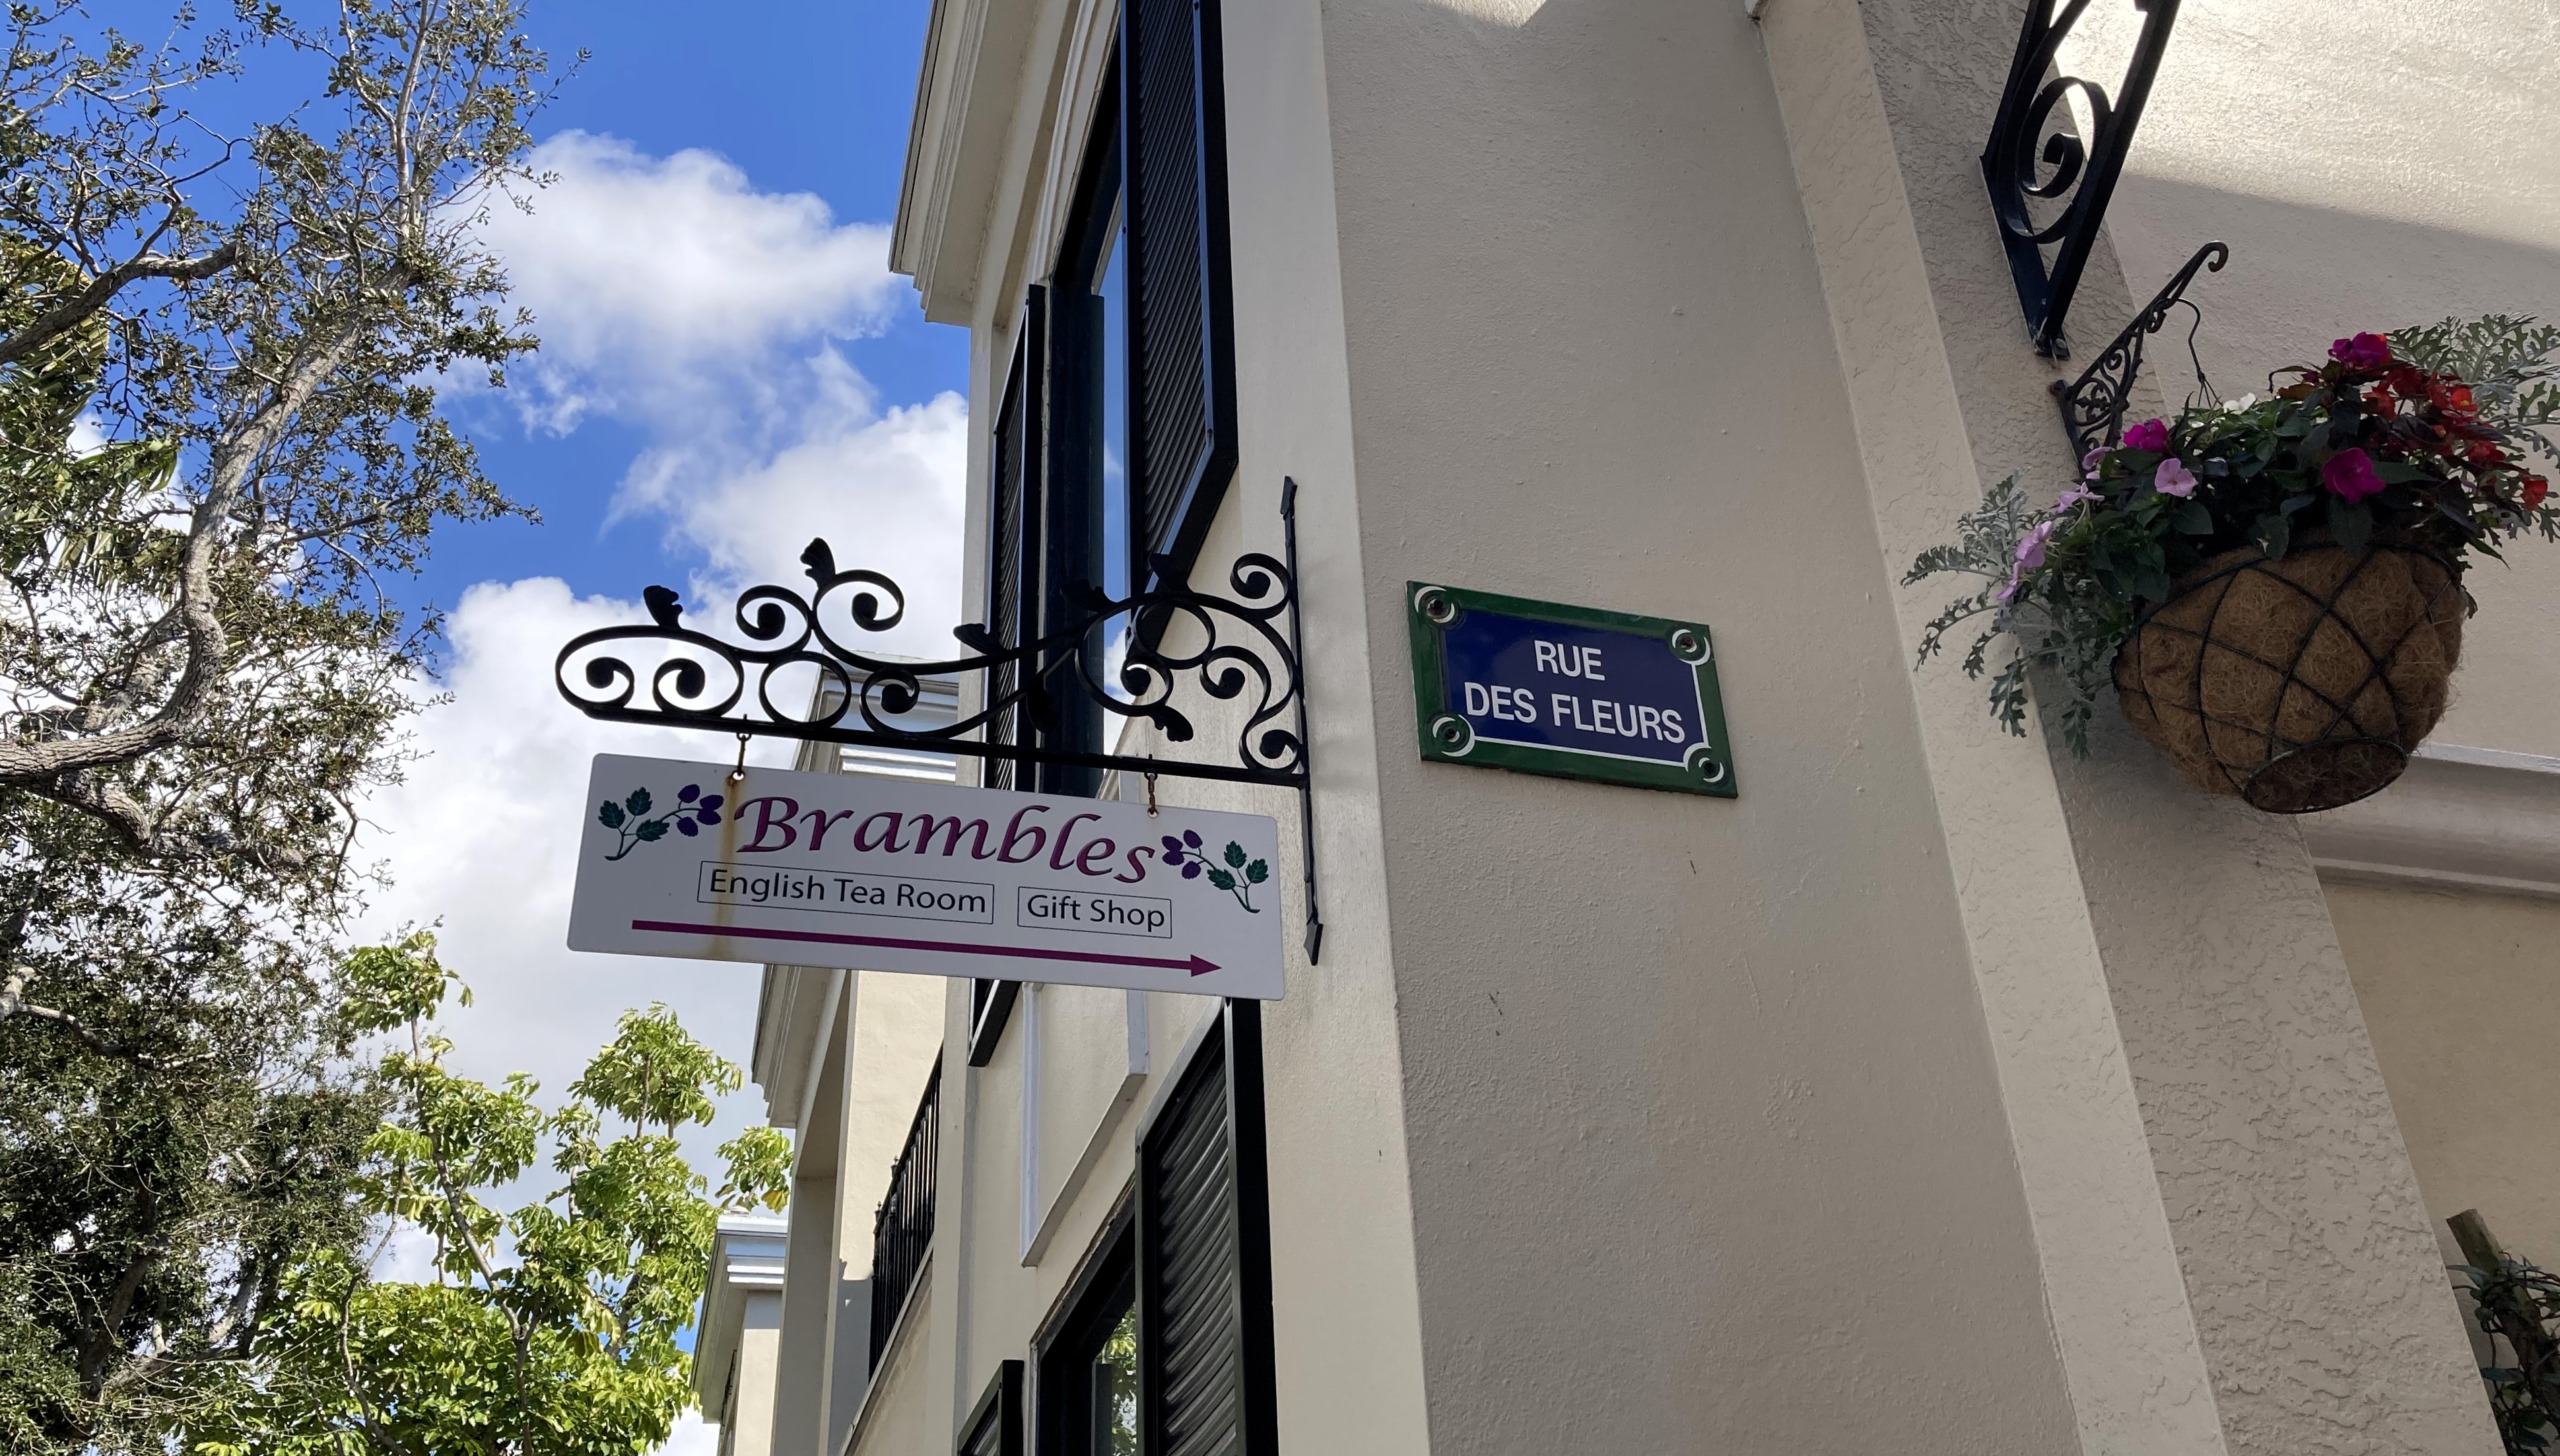 Brambles
English Tea Room Gift Shop
RUE
DES FLEURS